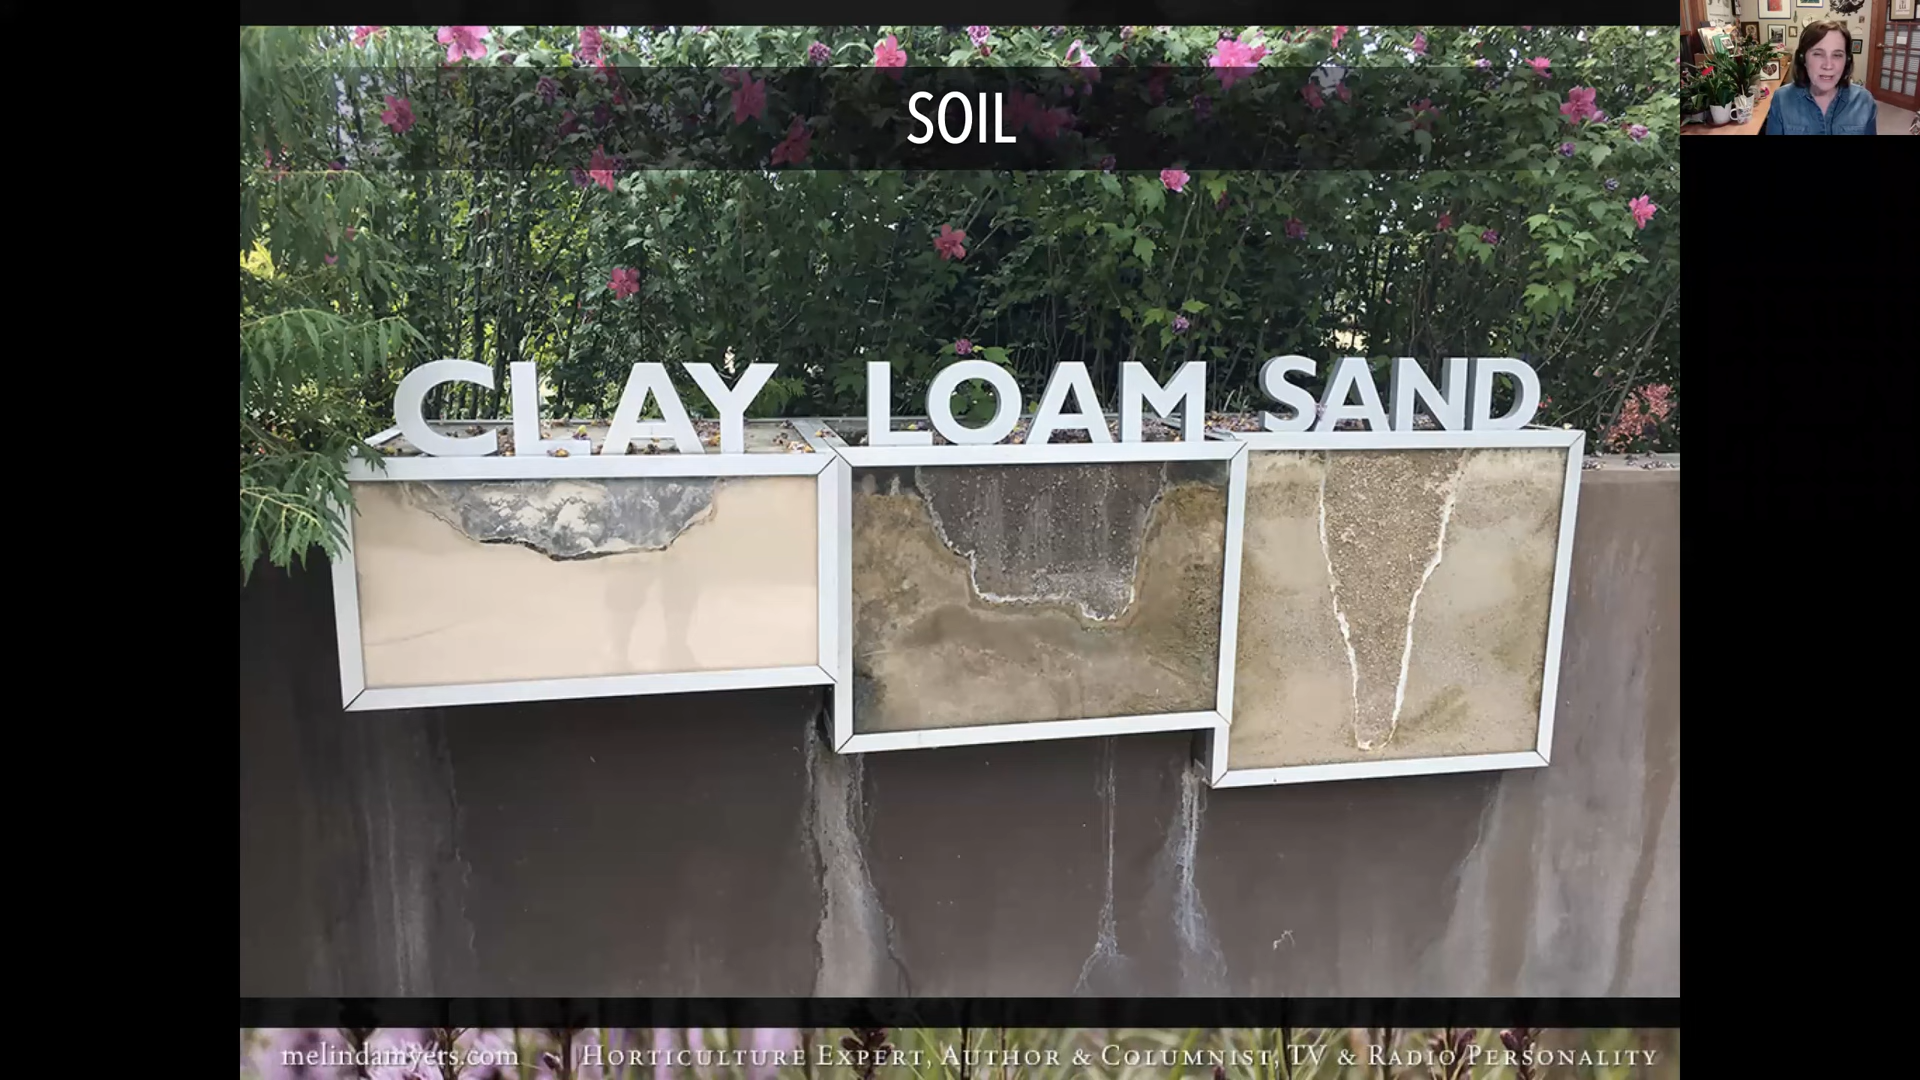 SOIL
CLAY LOAM SAND
melindamyers.com HORTICULTURE EXPERT, AUTHOR & COLUMNIST, TV & RADIO PERSONALITY